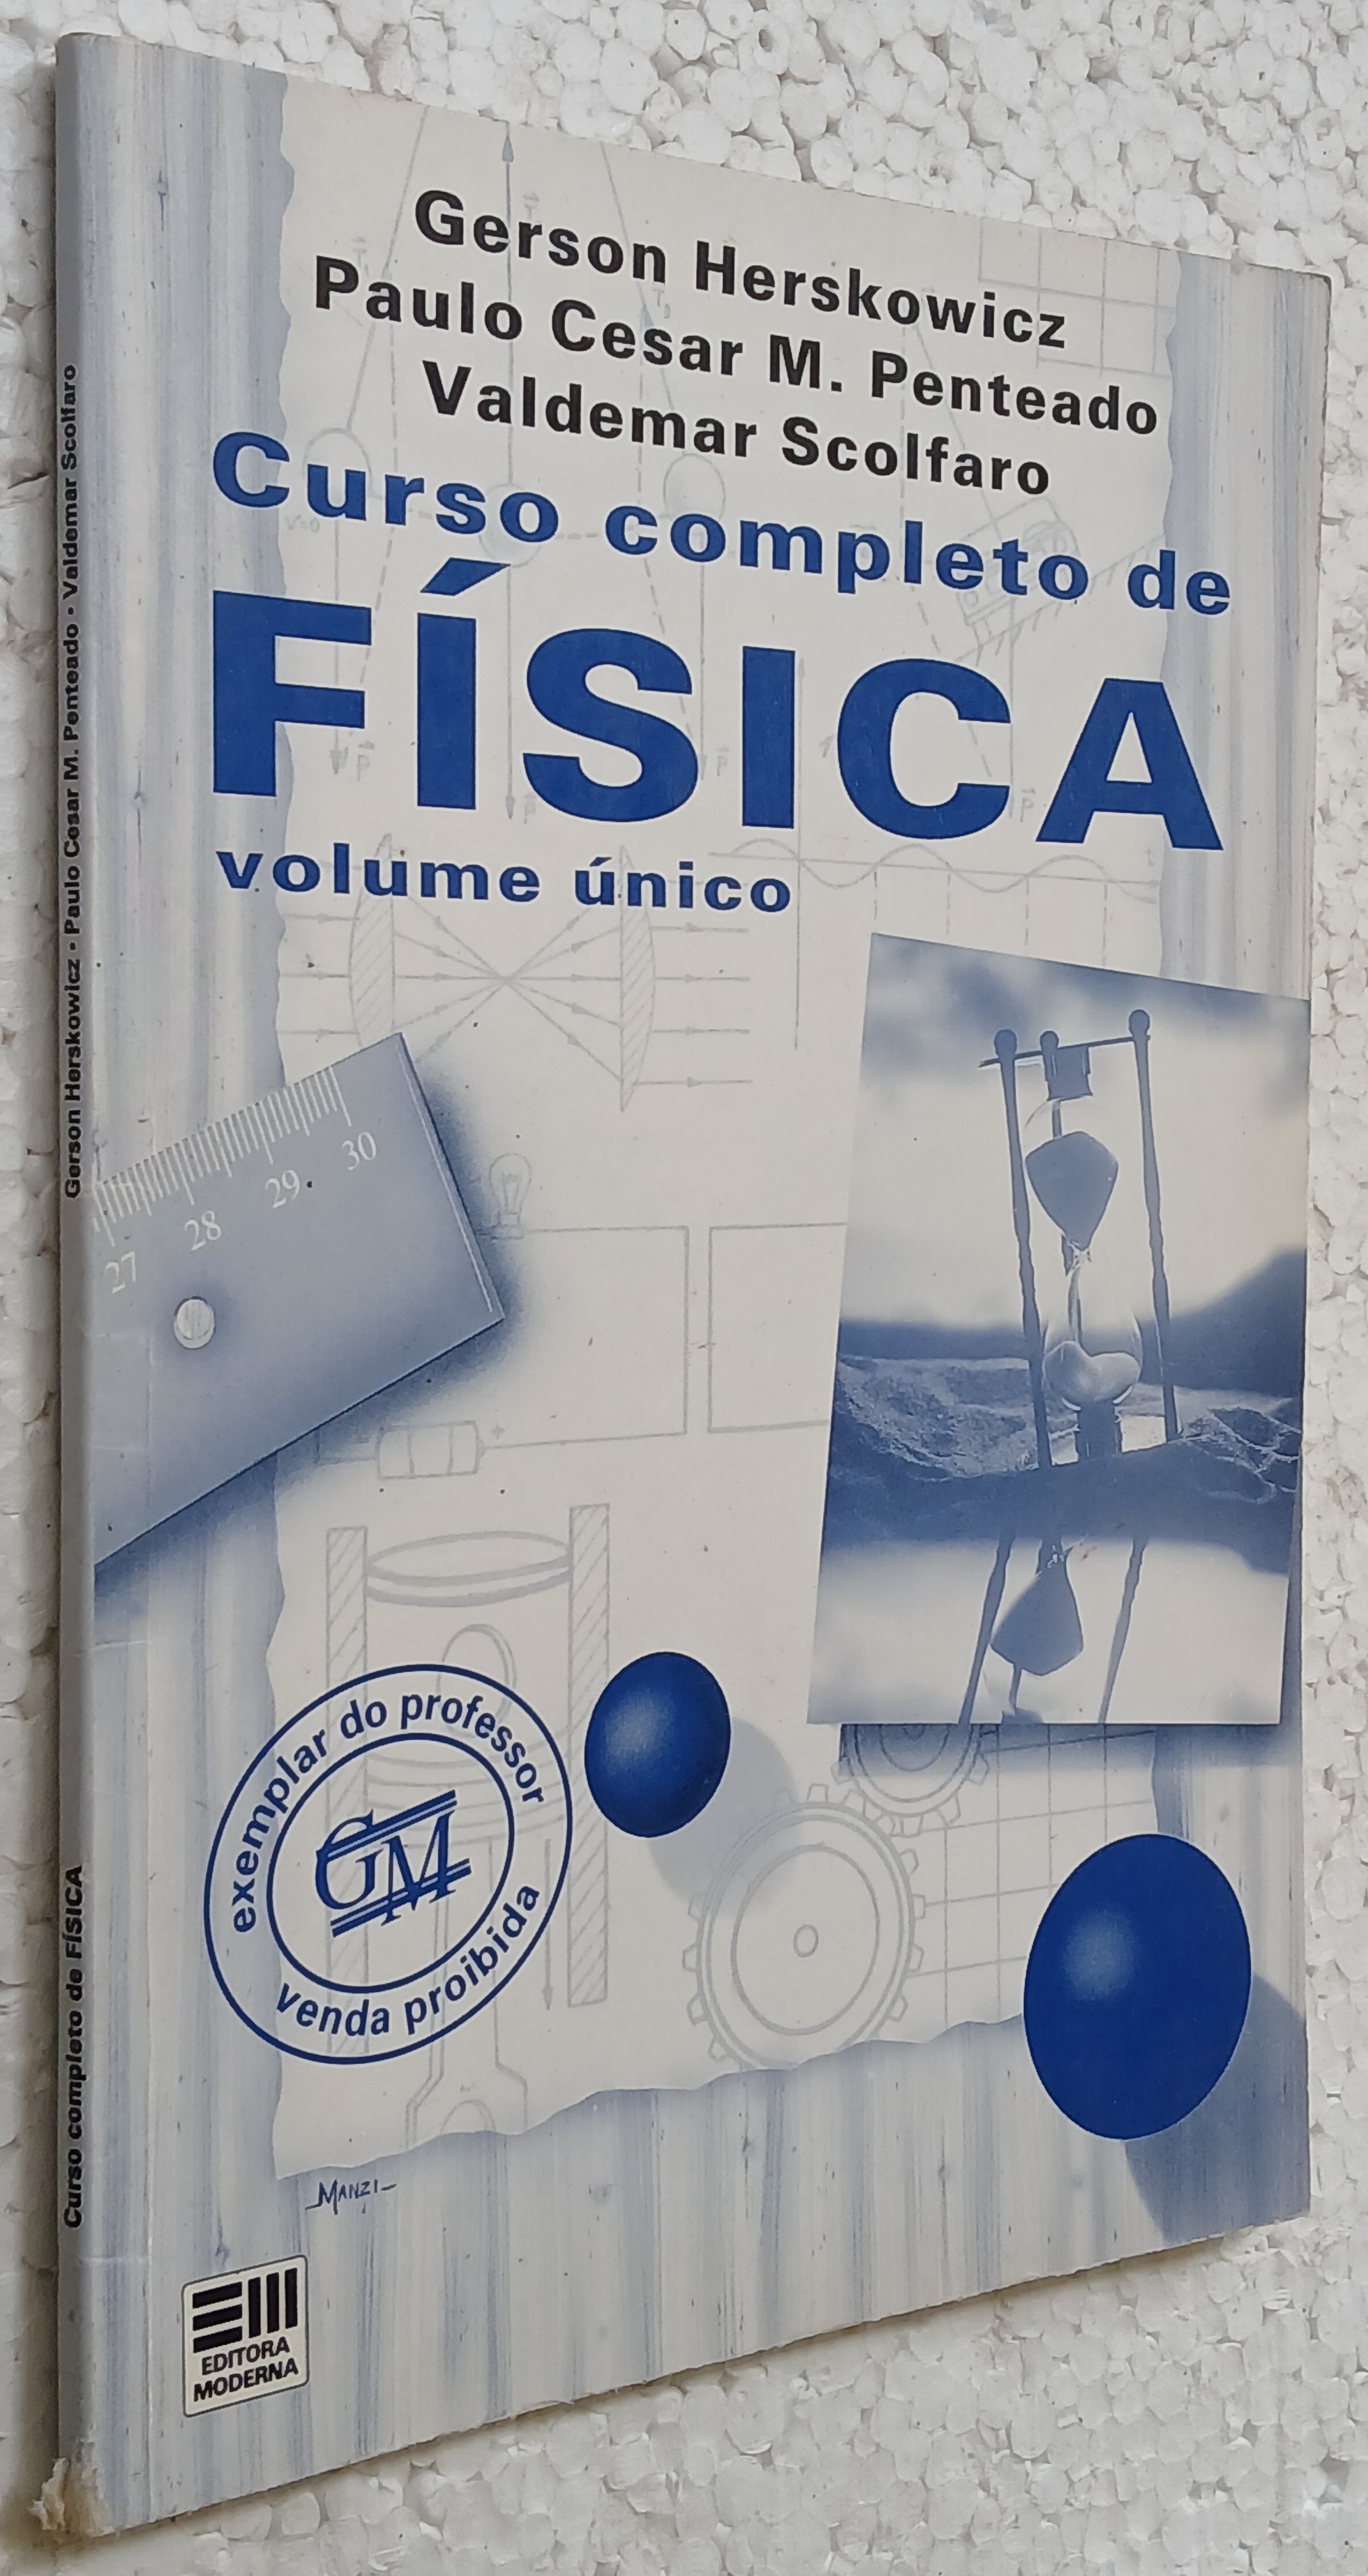 Gerson Herskowicz
Paulo Cesar M. Penteado
Valdemar Scolfaro
Curso completo de
FÍSICA
volume único
27 28 29 30
exemplar do professor
GM
venda proibida
MANZI
EDITORA
MODERNA
Gerson Herskowicz • Paulo Cesar M. Penteado • Valdemar Scolfaro
Curso completo de FÍSICA